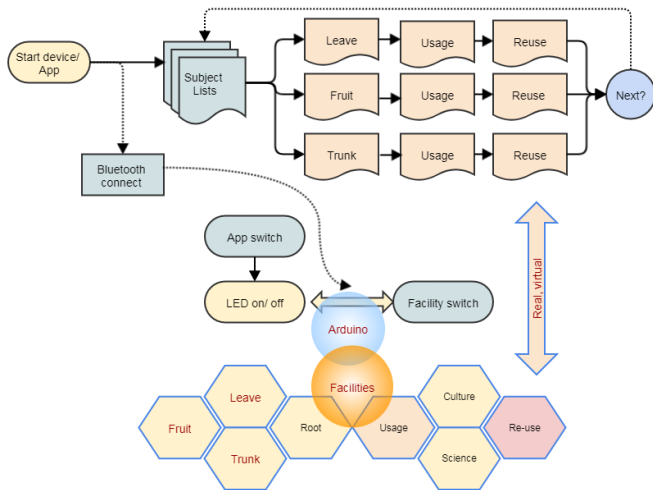 Start device/
App
Subject
Lists
Leave
Usage
Reuse
Fruit
Usage
Reuse
Next?
Trunk
Usage
Reuse
Bluetooth
connect
App switch
LED on/ off
Facility switch
Real, virtual
Arduino
Facilities
Leave
Culture
Fruit
Root
Usage
Re-use
Trunk
Science